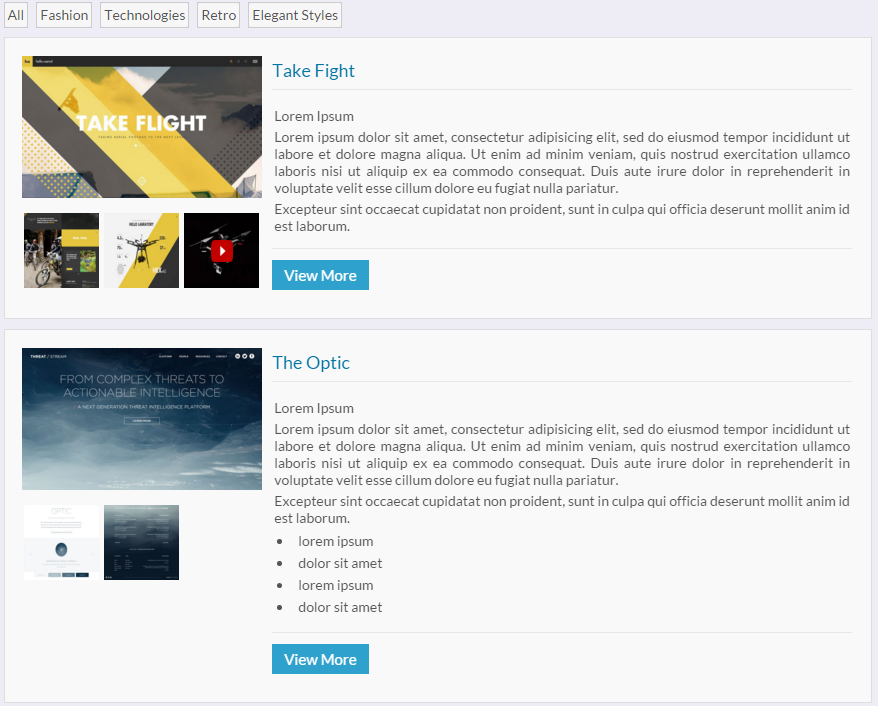 All Fashion Technologies Retro Elegant Styles
TAKE FLIGHT
Take Fight
Lorem Ipsum
Lorem ipsum dolor sit amet, consectetur adipisicing elit, sed do eiusmod tempor incididunt ut
labore et dolore magna aliqua. Ut enim ad minim veniam, quis nostrud exercitation ullamco
laboris nisi ut aliquip ex ea commodo consequat. Duis aute irure dolor in reprehenderit in
voluptate velit esse cillum dolore eu fugiat nulla pariatur.
Excepteur sint occaecat cupidatat non proident, sunt in culpa qui officia deserunt mollit anim id
est laborum.
View More
THREAT / STREAM
FROM COMPLEX THREATS TO
ACTIONABLE INTELLIGENCE
A NEXT GENERATION THREAT INTELLIGENCE PLATFORM
OPTIC
The Optic
Lorem Ipsum
Lorem ipsum dolor sit amet, consectetur adipisicing elit, sed do eiusmod tempor incididunt ut
labore et dolore magna aliqua. Ut enim ad minim veniam, quis nostrud exercitation ullamco
laboris nisi ut aliquip ex ea commodo consequat. Duis aute irure dolor in reprehenderit in
voluptate velit esse cillum dolore eu fugiat nulla pariatur.
Excepteur sint occaecat cupidatat non proident, sunt in culpa qui officia deserunt mollit anim id
est laborum.
lorem ipsum
dolor sit amet
lorem ipsum
dolor sit amet
View More